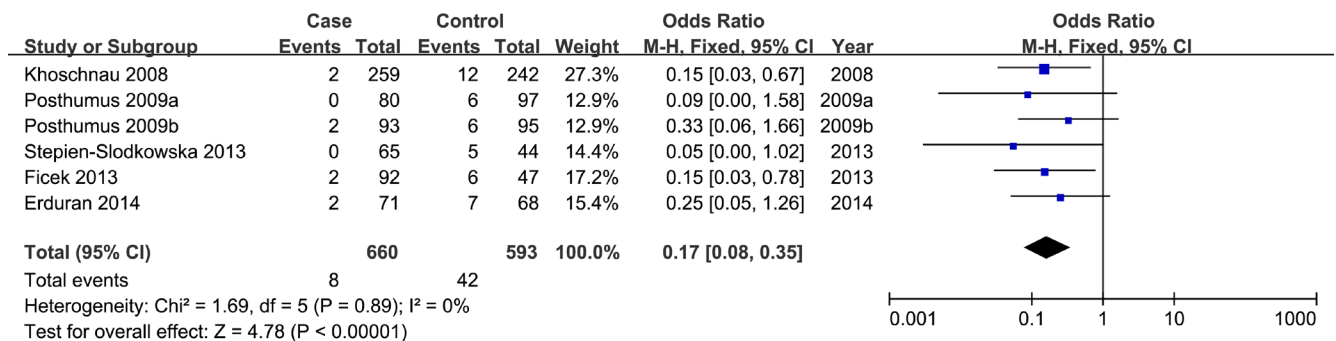 Case Control Odds Ratio Odds Ratio
Study or Subgroup Events Total Events Total Weight M-H, Fixed, 95% CI Year M-H, Fixed, 95% CI
Khoschnau 2008 2 259 12 242 27.3% 0.15 [0.03, 0.67] 2008
Posthumus 2009a 0 80 6 97 12.9% 0.09 [0.00, 1.58] 2009a
Posthumus 2009b 2 93 6 95 12.9% 0.33 [0.06, 1.66] 2009b
Stepien-Slodkowska 2013 0 65 5 44 14.4% 0.05 [0.00, 1.02] 2013
Ficek 2013 2 92 6 47 17.2% 0.15 [0.03, 0.78] 2013
Erduran 2014 2 71 7 68 15.4% 0.25 [0.05, 1.26] 2014
Total (95% CI) 660 593 100.0% 0.17 [0.08, 0.35]
Total events 8 42
Heterogeneity: Chi² = 1.69, df = 5 (P = 0.89); I² = 0%
Test for overall effect: Z = 4.78 (P < 0.00001)
0.001 0.1 1 10 1000